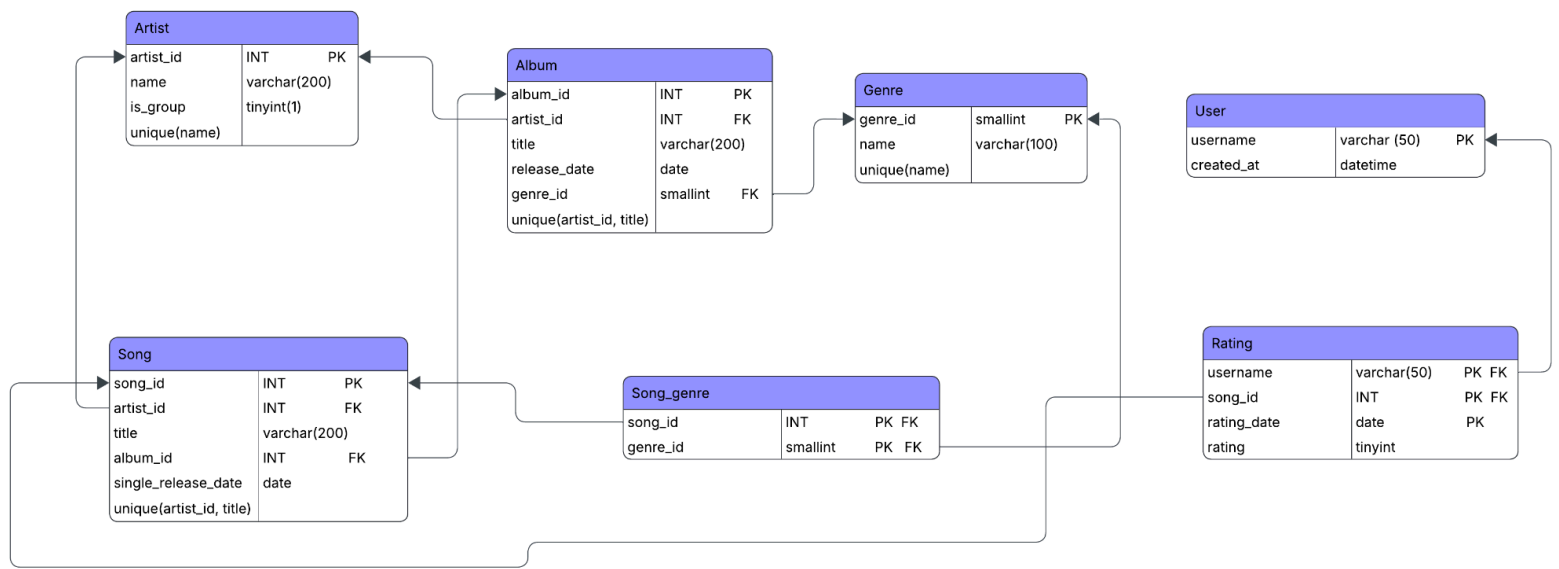 Artist
artist_id INT PK
name varchar(200)
is_group tinyint(1)
unique(name)
Album
album_id INT PK
artist_id INT FK
title varchar(200)
release_date date
genre_id smallint FK
unique(artist_id, title)
Genre
genre_id smallint PK
name varchar(100)
unique(name)
User
username varchar (50) PK
created_at datetime
Song
song_id INT PK
artist_id INT FK
title varchar(200)
album_id INT FK
single_release_date date
unique(artist_id, title)
Song_genre
song_id INT PK FK
genre_id smallint PK FK
Rating
username varchar(50) PK FK
song_id INT PK FK
rating_date date PK
rating tinyint